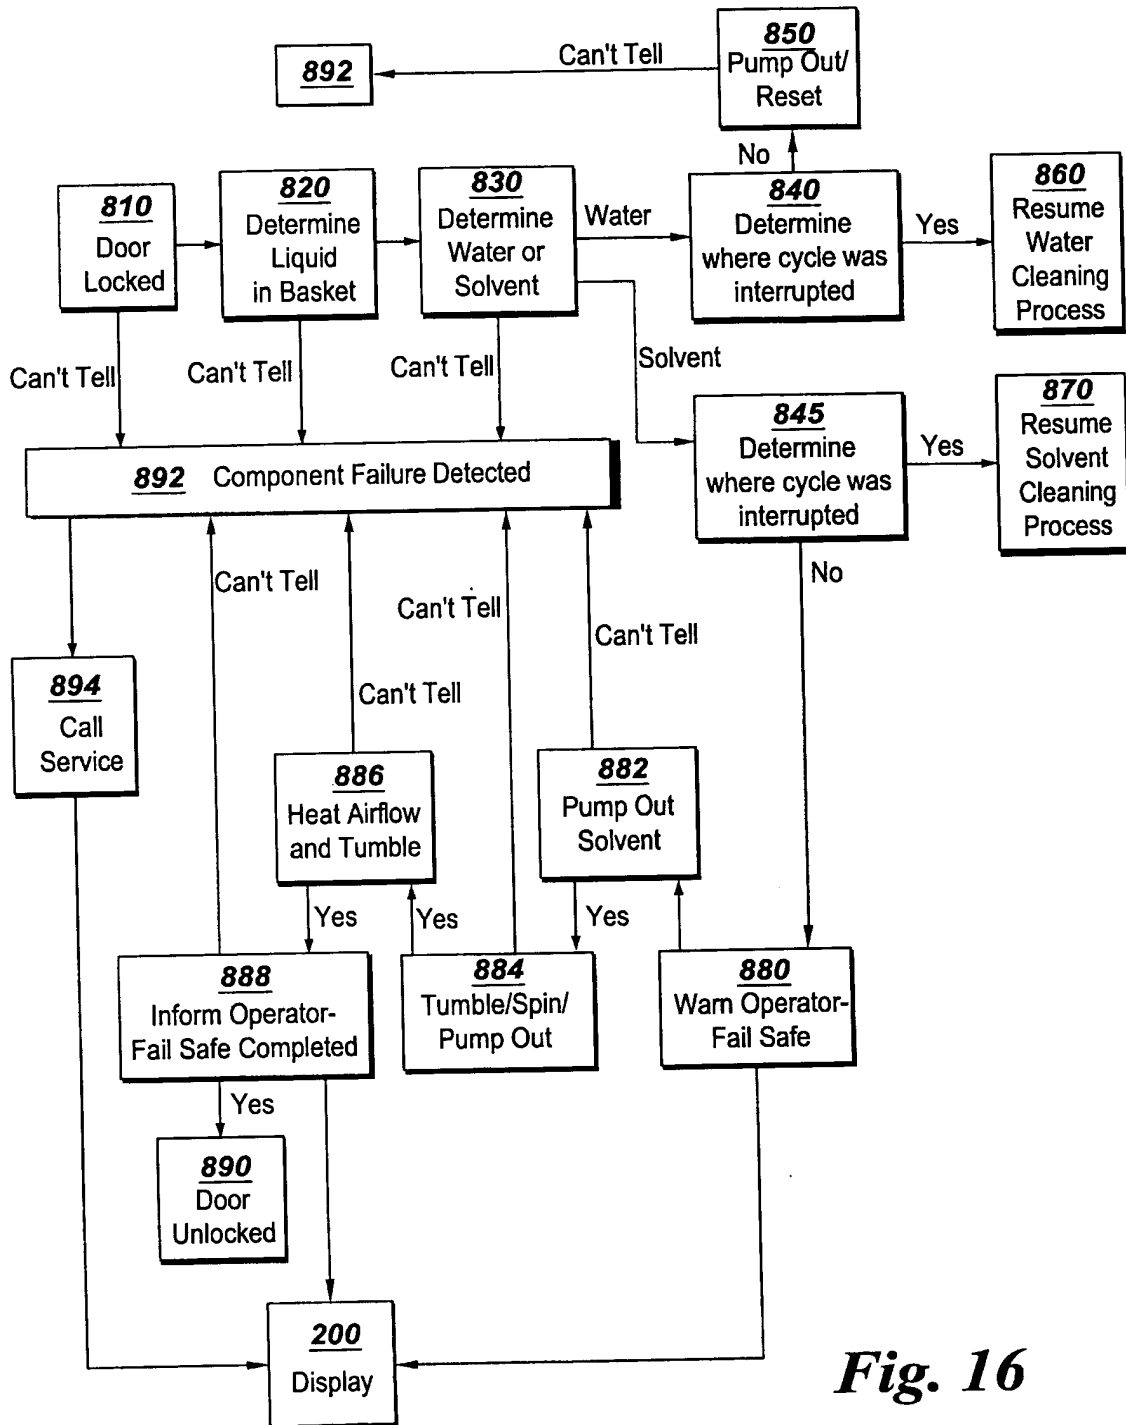 850
Pump Out/
Reset
Can't Tell
892
No
810
Door
Locked
820
Determine
Liquid
in Basket
830
Determine
Water or
Solvent
Water
840
Determine
where cycle was
interrupted
Yes
860
Resume
Water
Cleaning
Process
Can't Tell
Can't Tell
Can't Tell
Solvent
845
Determine
where cycle was
interrupted
Yes
870
Resume
Solvent
Cleaning
Process
892 Component Failure Detected
No
Can't Tell
Can't Tell
Can't Tell
Can't Tell
894
Call
Service
886
Heat Airflow
and Tumble
882
Pump Out
Solvent
Yes
Yes
Yes
888
Inform Operator-
Fail Safe Completed
884
Tumble/Spin/
Pump Out
880
Warn Operator-
Fail Safe
Yes
890
Door
Unlocked
200
Display
Fig. 16